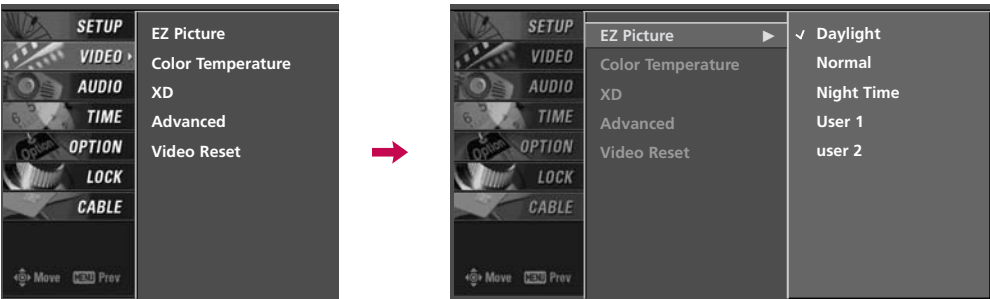 SETUP
VIDEO
AUDIO
TIME
OPTION
LOCK
CABLE
Move MENU Prev
EZ Picture
Color Temperature
XD
Advanced
Video Reset
SETUP
VIDEO
AUDIO
TIME
OPTION
LOCK
CABLE
Move MENU Prev
EZ Picture
Color Temperature
XD
Advanced
Video Reset
Daylight
Normal
Night Time
User 1
user 2